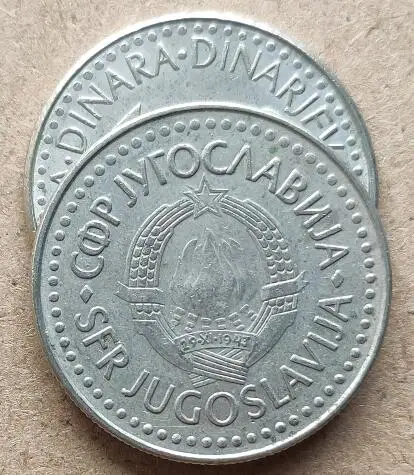 DINARA · DINARJEV
СФР ЈУГОСЛАВИЈА
29·XI·1943
SFR JUGOSLAVIJA